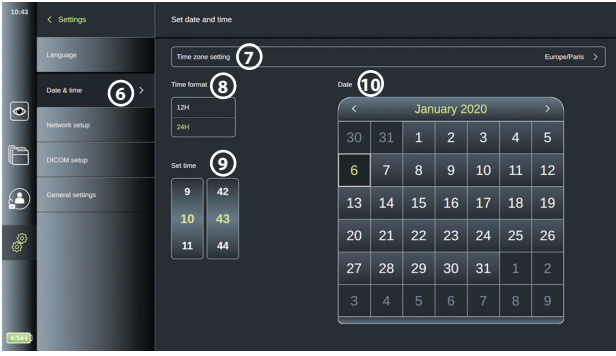 10:43
Settings
Set date and time
Language
Date & time 6
Network setup
DICOM setup
General settings
4:54
Time zone setting 7 Europe/Paris
Time format 8
12H
24H
Set time 9
9 42
10 43
11 44
Date 10
January 2020
30 31 1 2 3 4 5
6 7 8 9 10 11 12
13 14 15 16 17 18 19
20 21 22 23 24 25 26
27 28 29 30 31 1 2
3 4 5 6 7 8 9